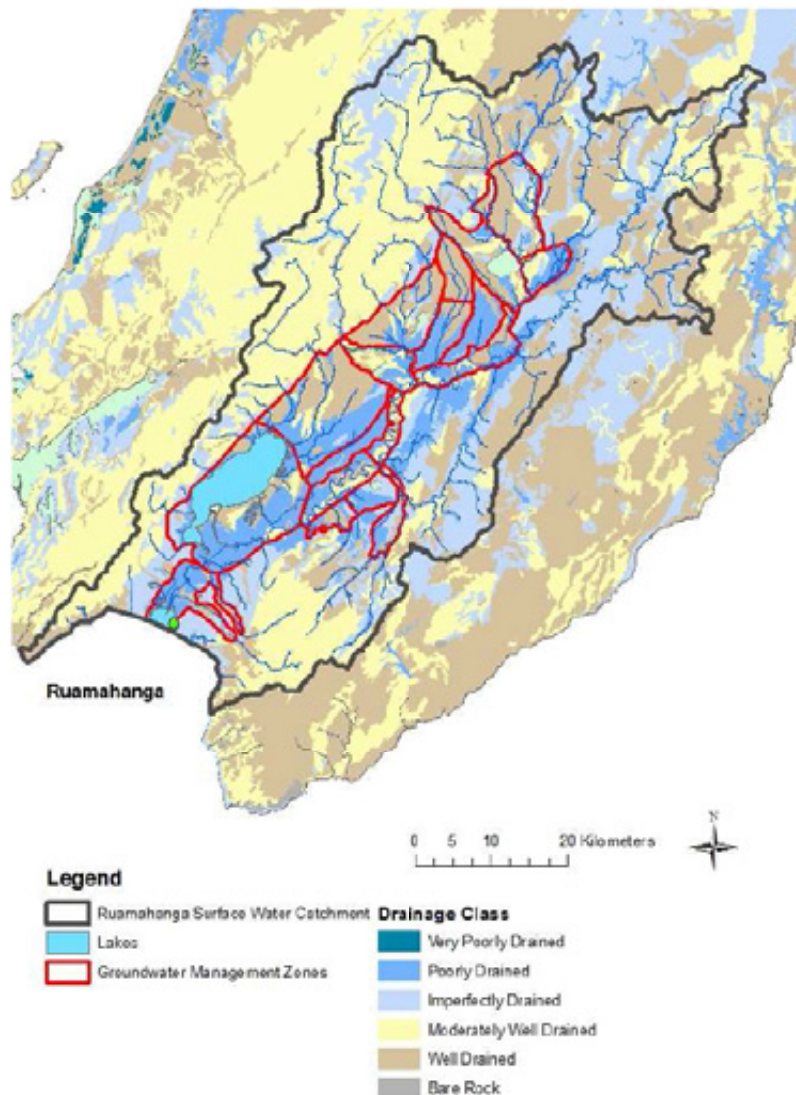 Ruamahanga
N
0 5 10 20 Kilometers
Legend
Ruamahanga Surface Water Catchment
Lakes
Groundwater Management Zones
Drainage Class
Very Poorly Drained
Poorly Drained
Imperfectly Drained
Moderately Well Drained
Well Drained
Bare Rock